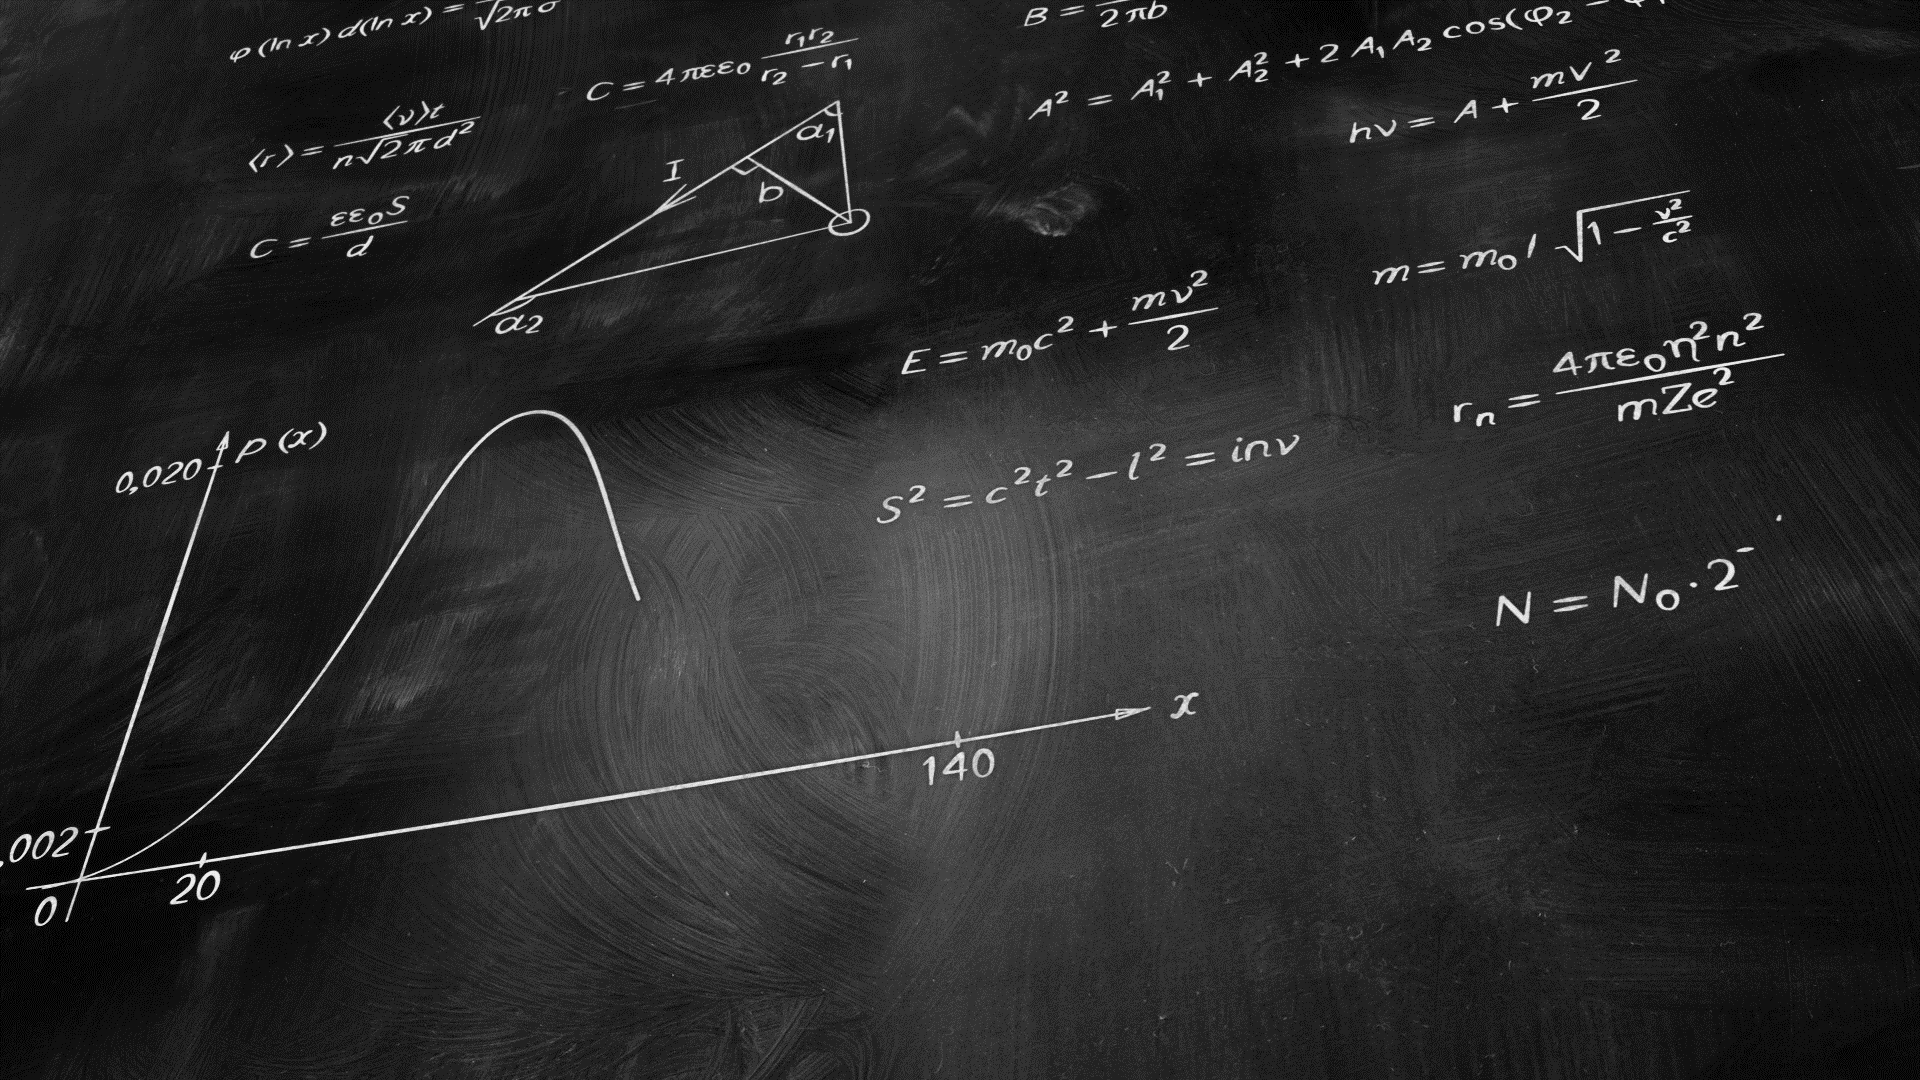 φ(ln x) d(ln x) = √2πσ
C = 4πεε₀ r₁r₂ / r₂ − r₁
⟨r⟩ = ⟨ν⟩t / n√2πd²
C = εε₀S / d
a₁
I
b
a₂
B = / 2πb
A² = A₁² + A₂² + 2 A₁ A₂ cos(φ₂ −
hν = A + mv² / 2
m = m₀ / √1 − v²/c²
E = m₀c² + mv² / 2
rₙ = 4πε₀η²n² / mZe²
S² = c²t² − l² = inv
N = N₀ · 2⁻
0,020
P (x)
,002
0
20
140
x